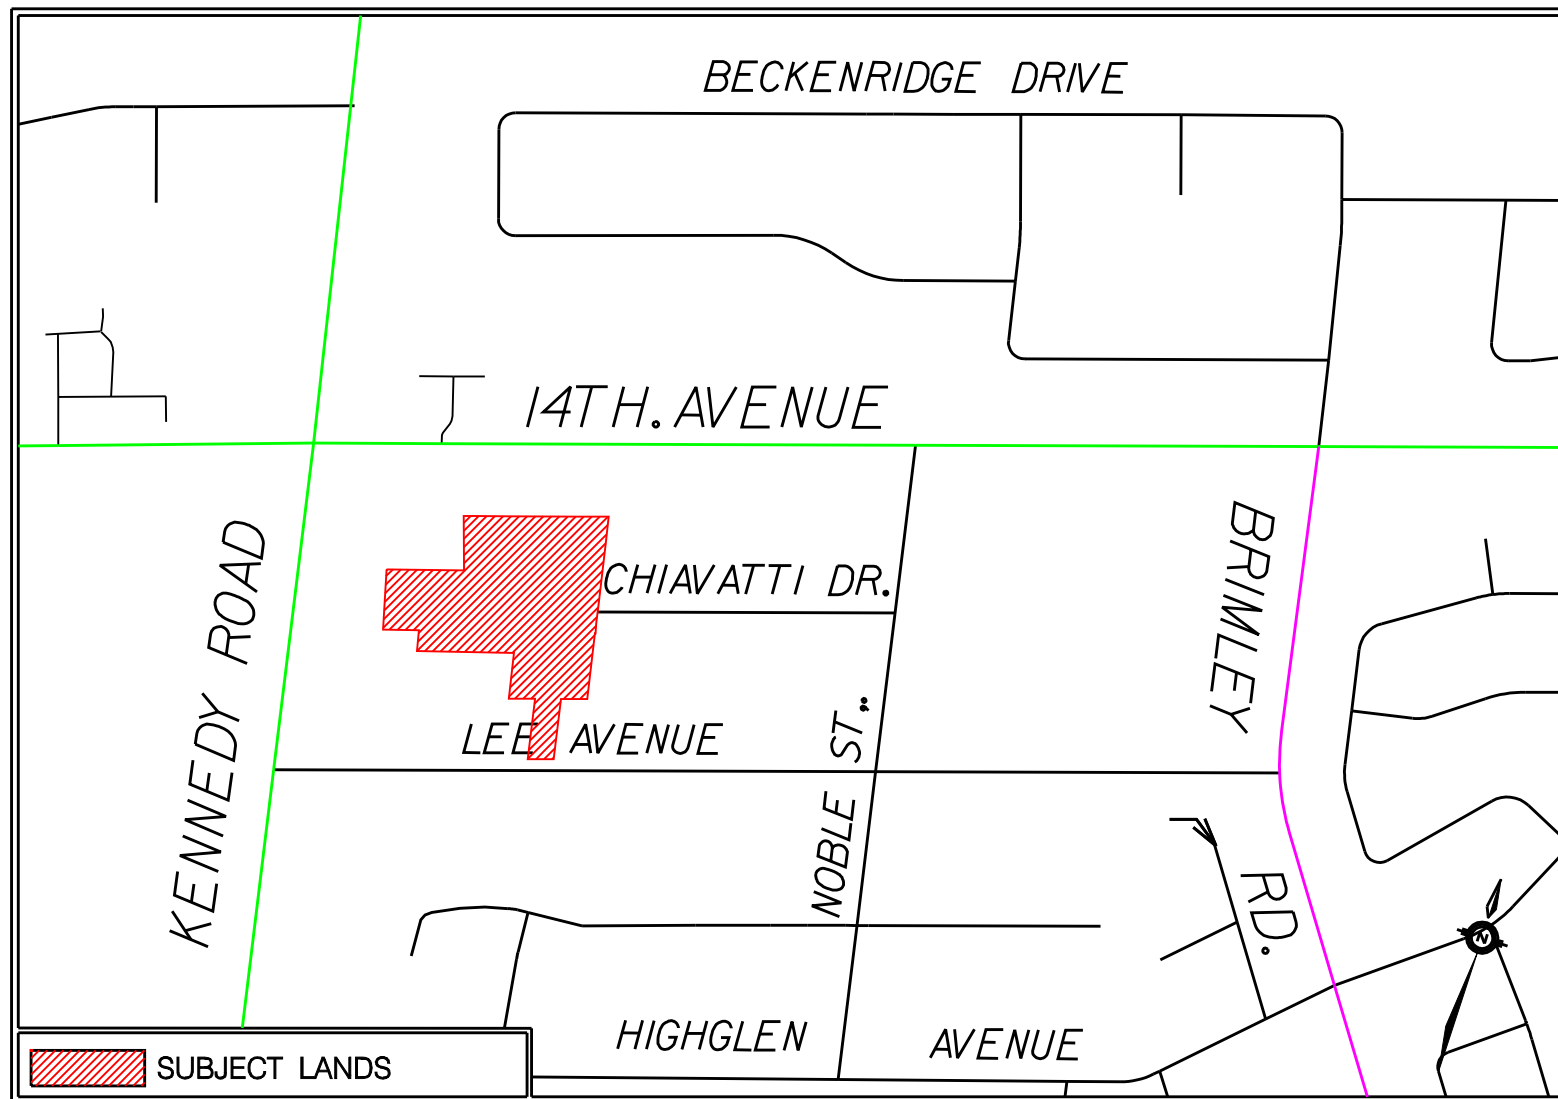 BECKENRIDGE DRIVE
14TH. AVENUE
KENNEDY ROAD
CHIAVATTI DR.
BRIMLEY
LEE AVENUE
NOBLE ST..
RD.
N
HIGHGLEN AVENUE
SUBJECT LANDS